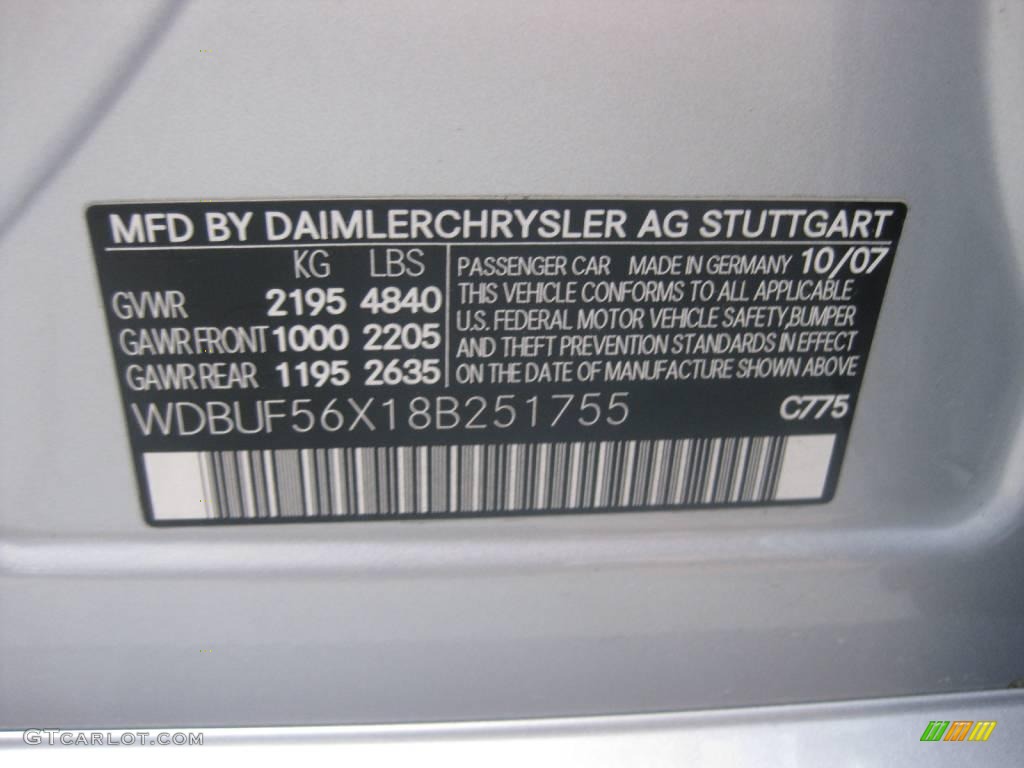 MFD BY DAIMLERCHRYSLER AG STUTTGART
KG LBS
GVWR 2195 4840
GAWR FRONT 1000 2205
GAWR REAR 1195 2635
PASSENGER CAR MADE IN GERMANY 10/07
THIS VEHICLE CONFORMS TO ALL APPLICABLE
U.S. FEDERAL MOTOR VEHICLE SAFETY,BUMPER
AND THEFT PREVENTION STANDARDS IN EFFECT
ON THE DATE OF MANUFACTURE SHOWN ABOVE
WDBUF56X18B251755 C775
GTCARLOT.COM